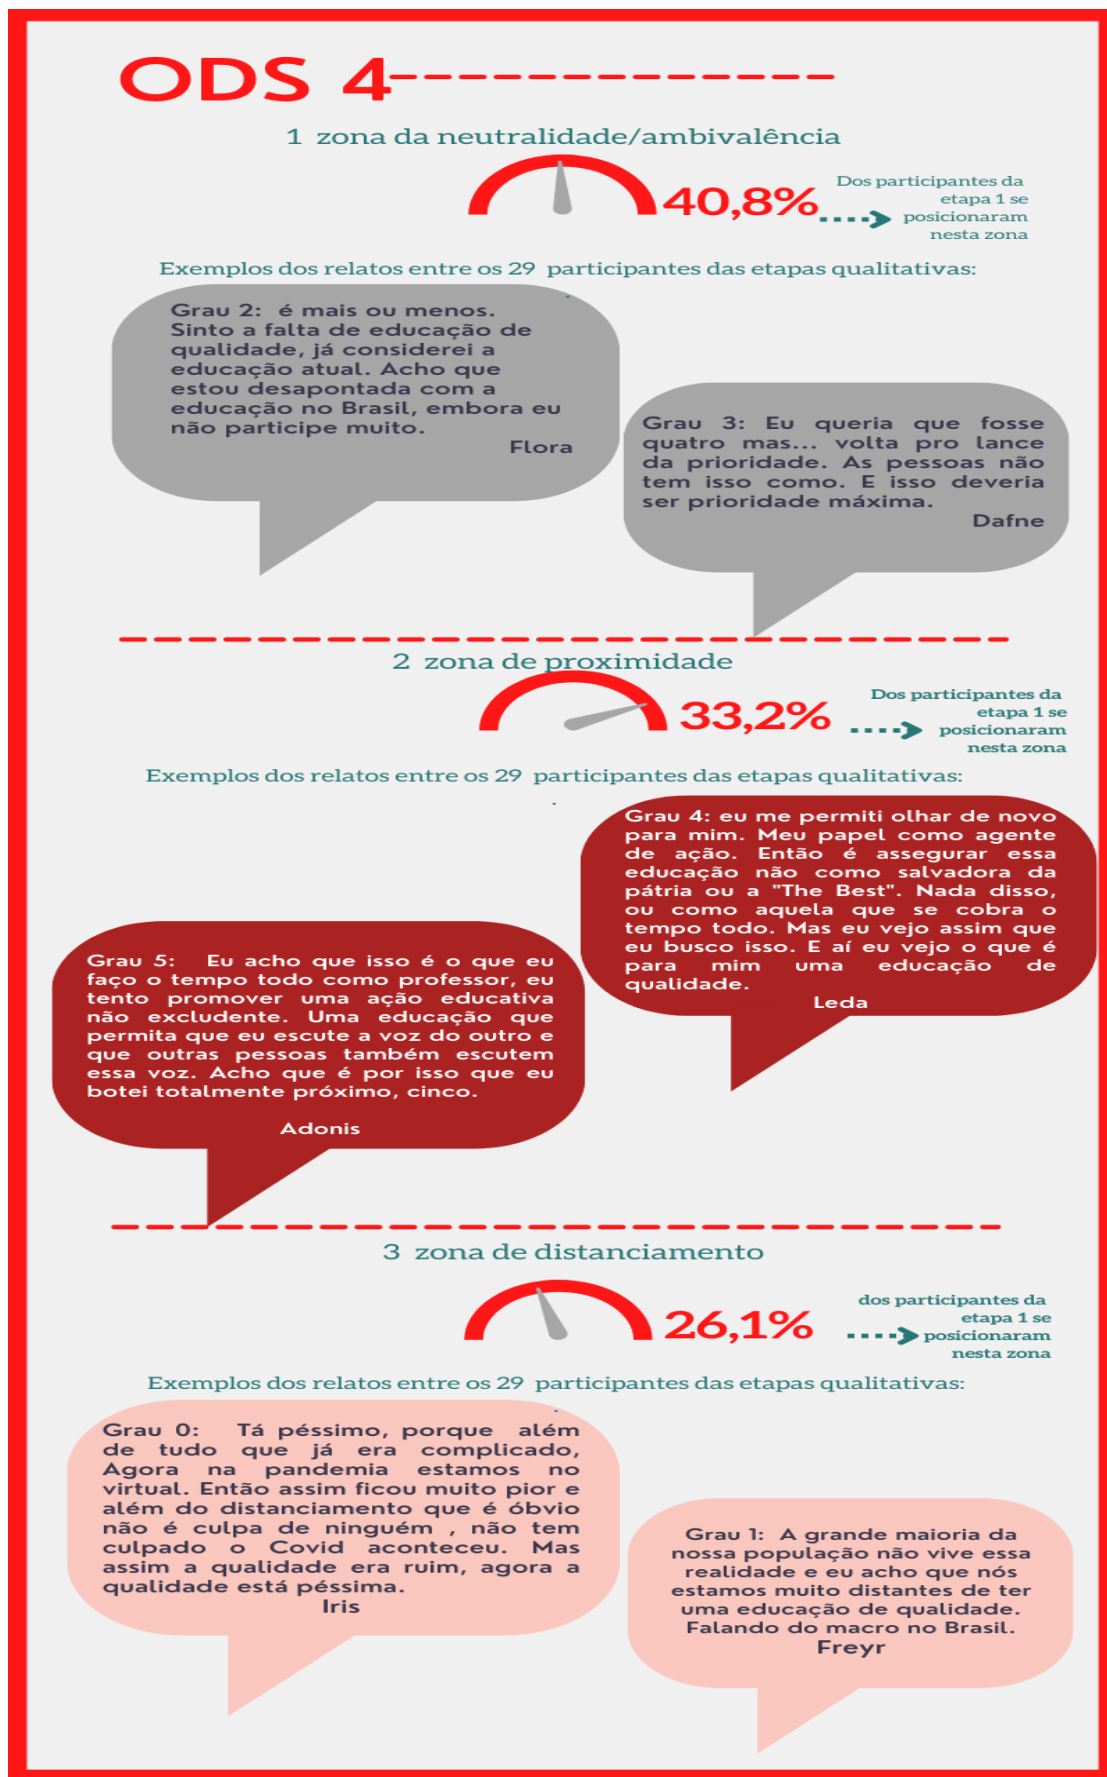 ODS 4
1 zona da neutralidade/ambivalência
40,8%
Dos participantes da
etapa 1 se
posicionaram
nesta zona
Exemplos dos relatos entre os 29 participantes das etapas qualitativas:
.
Grau 2: é mais ou menos.
Sinto a falta de educação de
qualidade, já considerei a
educação atual. Acho que
estou desapontada com a
educação no Brasil, embora eu
não participe muito.
Flora
Grau 3: Eu queria que fosse
quatro mas... volta pro lance
da prioridade. As pessoas não
tem isso como. E isso deveria
ser prioridade máxima.
Dafne
2 zona de proximidade
33,2%
Dos participantes da
etapa 1 se
posicionaram
nesta zona
Exemplos dos relatos entre os 29 participantes das etapas qualitativas:
.
Grau 4: eu me permiti olhar de novo
para mim. Meu papel como agente
de ação. Então é assegurar essa
educação não como salvadora da
pátria ou a "The Best". Nada disso,
ou como aquela que se cobra o
tempo todo. Mas eu vejo assim que
eu busco isso. E aí eu vejo o que é
para mim uma educação de
qualidade.
Leda
Grau 5: Eu acho que isso é o que eu
faço o tempo todo como professor, eu
tento promover uma ação educativa
não excludente. Uma educação que
permita que eu escute a voz do outro e
que outras pessoas também escutem
essa voz. Acho que é por isso que eu
botei totalmente próximo, cinco.
Adonis
3 zona de distanciamento
26,1%
dos participantes da
etapa 1 se
posicionaram
nesta zona
Exemplos dos relatos entre os 29 participantes das etapas qualitativas:
.
Grau 0: Tá péssimo, porque além
de tudo que já era complicado,
Agora na pandemia estamos no
virtual. Então assim ficou muito pior e
além do distanciamento que é óbvio
não é culpa de ninguém , não tem
culpado o Covid aconteceu. Mas
assim a qualidade era ruim, agora a
qualidade está péssima.
Iris
Grau 1: A grande maioria da
nossa população não vive essa
realidade e eu acho que nós
estamos muito distantes de ter
uma educação de qualidade.
Falando do macro no Brasil.
Freyr